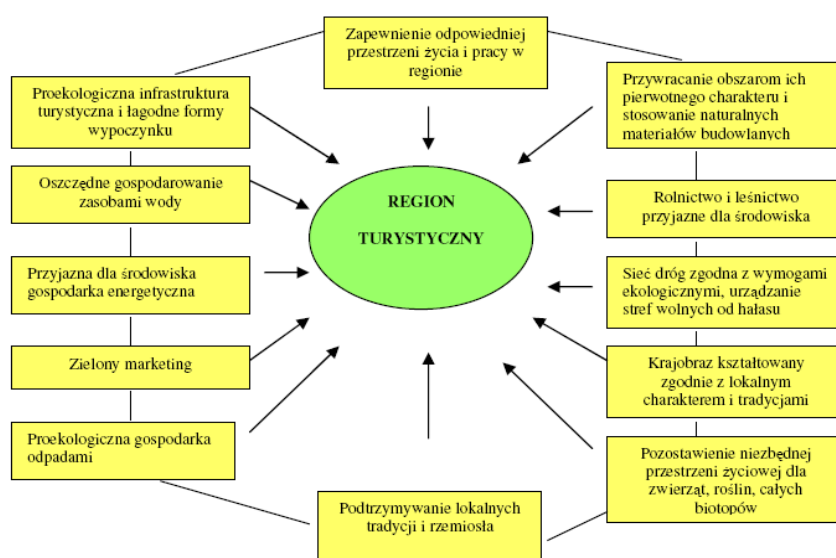 Zapewnienie odpowiedniej
przestrzeni życia i pracy w
regionie
Proekologiczna infrastruktura
turystyczna i łagodne formy
wypoczynku
Przywracanie obszarom ich
pierwotnego charakteru i
stosowanie naturalnych
materiałów budowlanych
Oszczędne gospodarowanie
zasobami wody
REGION
TURYSTYCZNY
Rolnictwo i leśnictwo
przyjazne dla środowiska
Przyjazna dla środowiska
gospodarka energetyczna
Sieć dróg zgodna z wymogami
ekologicznymi, urządzanie
stref wolnych od hałasu
Zielony marketing
Krajobraz kształtowany
zgodnie z lokalnym
charakterem i tradycjami
Proekologiczna gospodarka
odpadami
Pozostawienie niezbędnej
przestrzeni życiowej dla
zwierząt, roślin, całych
biotopów
Podtrzymywanie lokalnych
tradycji i rzemiosła